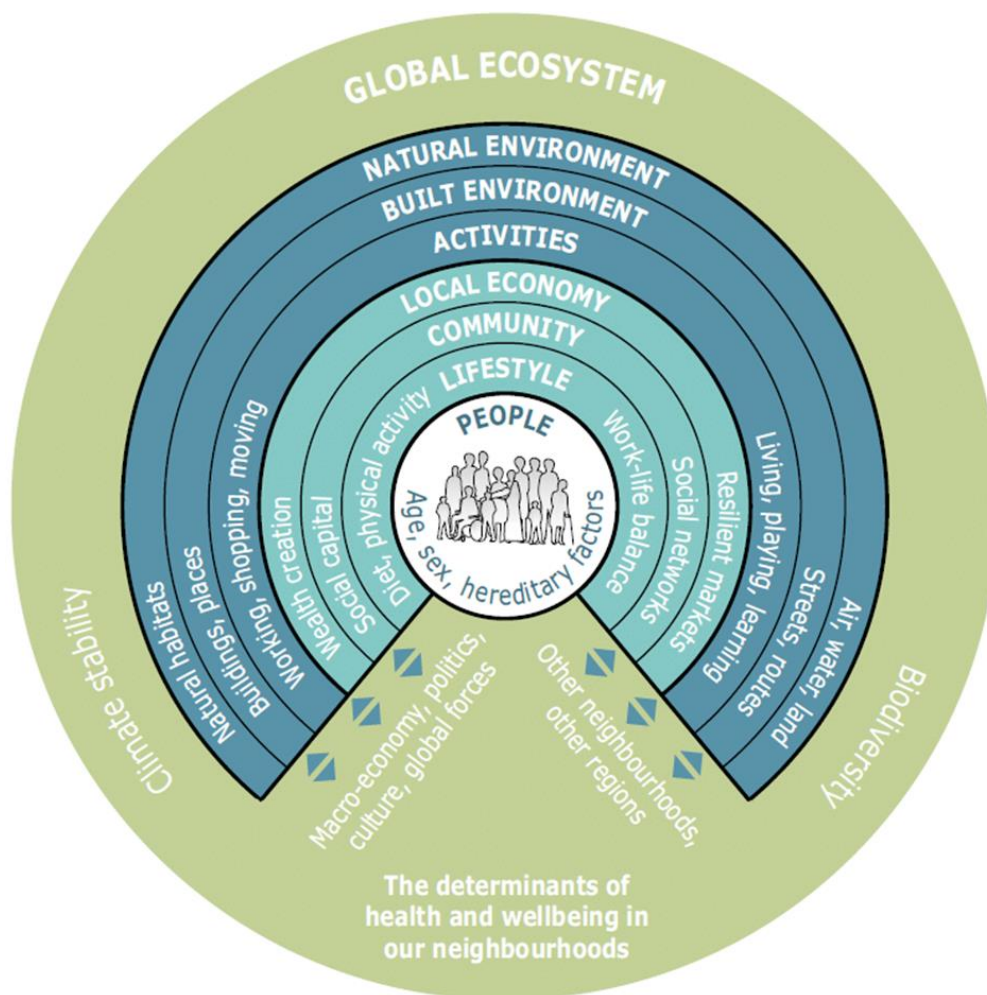 GLOBAL ECOSYSTEM
NATURAL ENVIRONMENT
BUILT ENVIRONMENT
ACTIVITIES
LOCAL ECONOMY
COMMUNITY
LIFESTYLE
PEOPLE
Age, sex, hereditary factors
Diet, physical activity
Work-life balance
Social capital
Social networks
Wealth creation
Resilient markets
Working, shopping, moving
Living, playing, learning
Buildings, places
Streets, routes
Natural habitats
Air, water, land
Climate stability
Biodiversity
Macro-economy, politics,
culture, global forces
Other neighbourhoods,
other regions
The determinants of
health and wellbeing in
our neighbourhoods